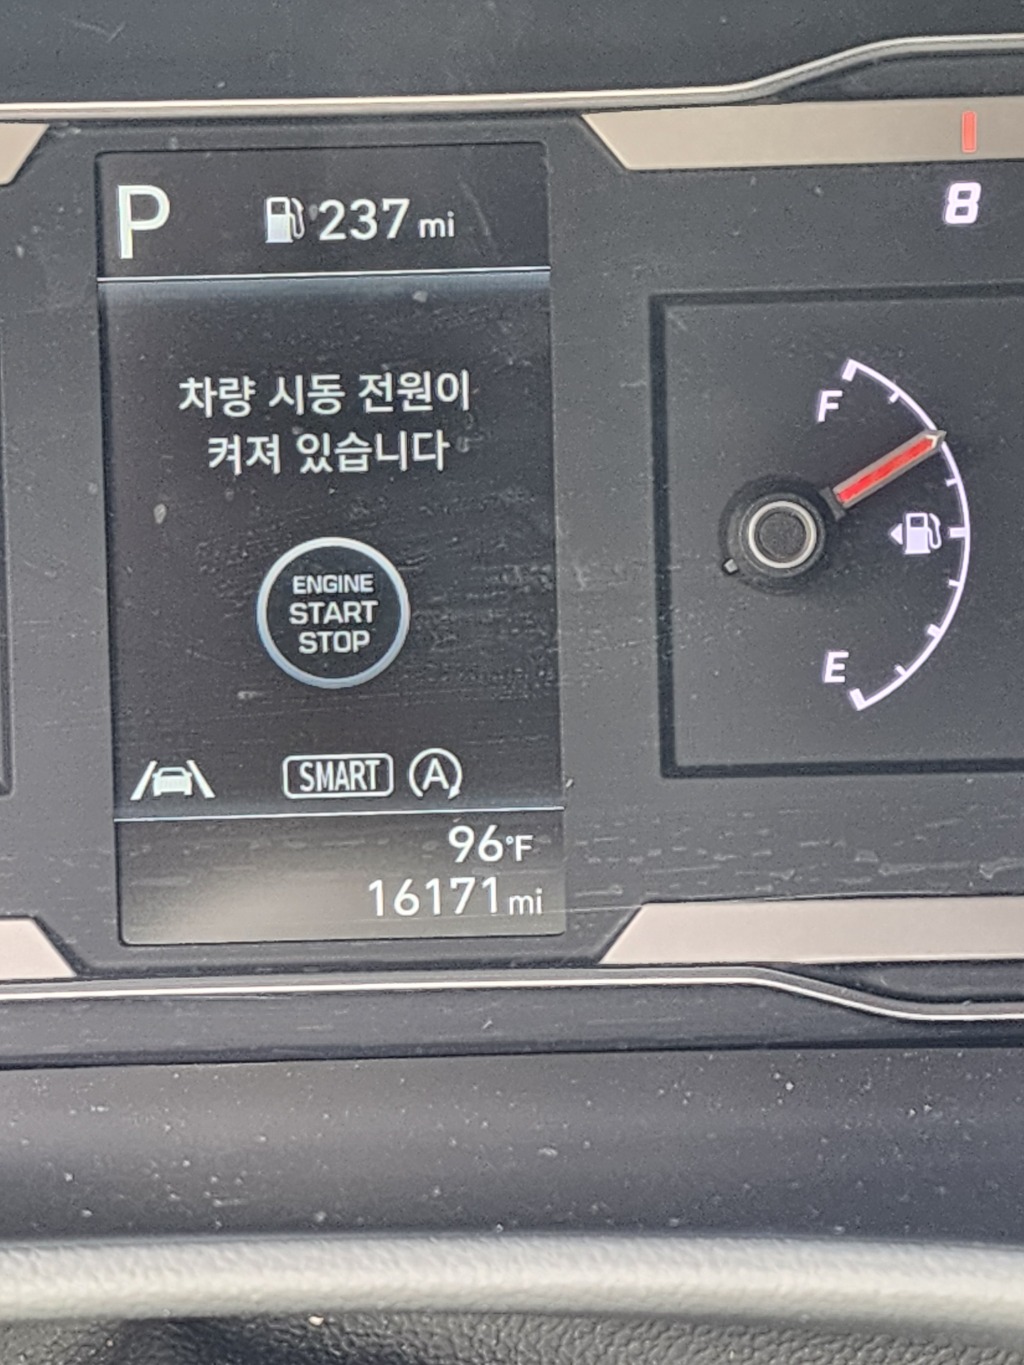 P 237 mi
8
차량 시동 전원이
켜져 있습니다
F
ENGINE
START
STOP
E
SMART A
96°F
16171 mi